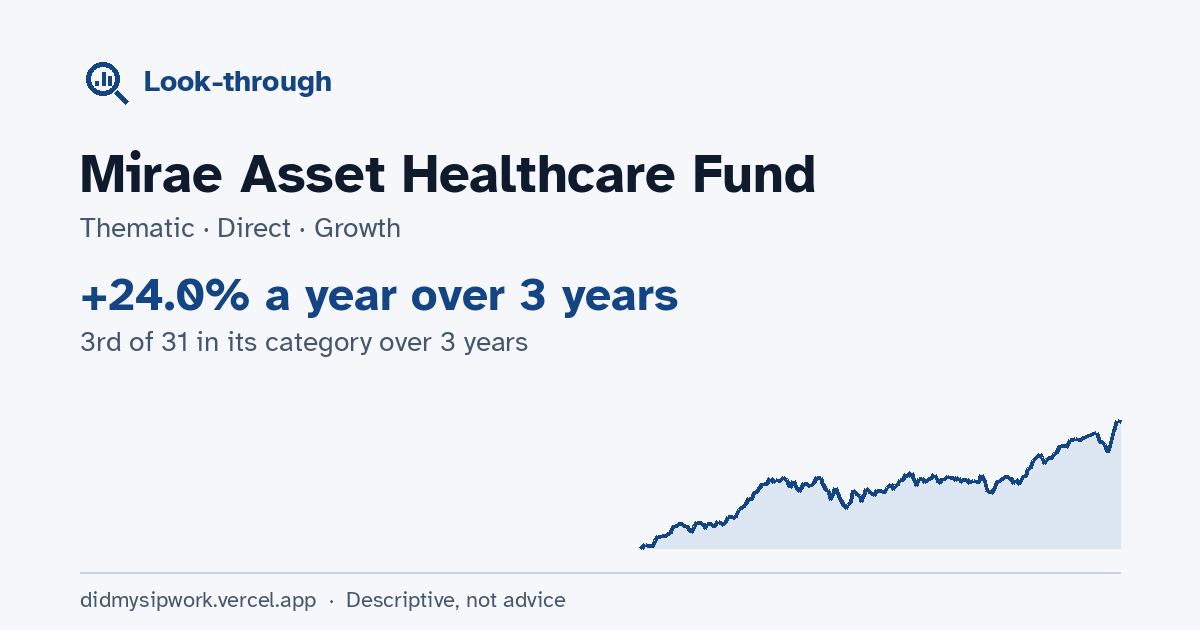 Look-through
Mirae Asset Healthcare Fund
Thematic · Direct · Growth
+24.0% a year over 3 years
3rd of 31 in its category over 3 years
didmysipwork.vercel.app · Descriptive, not advice